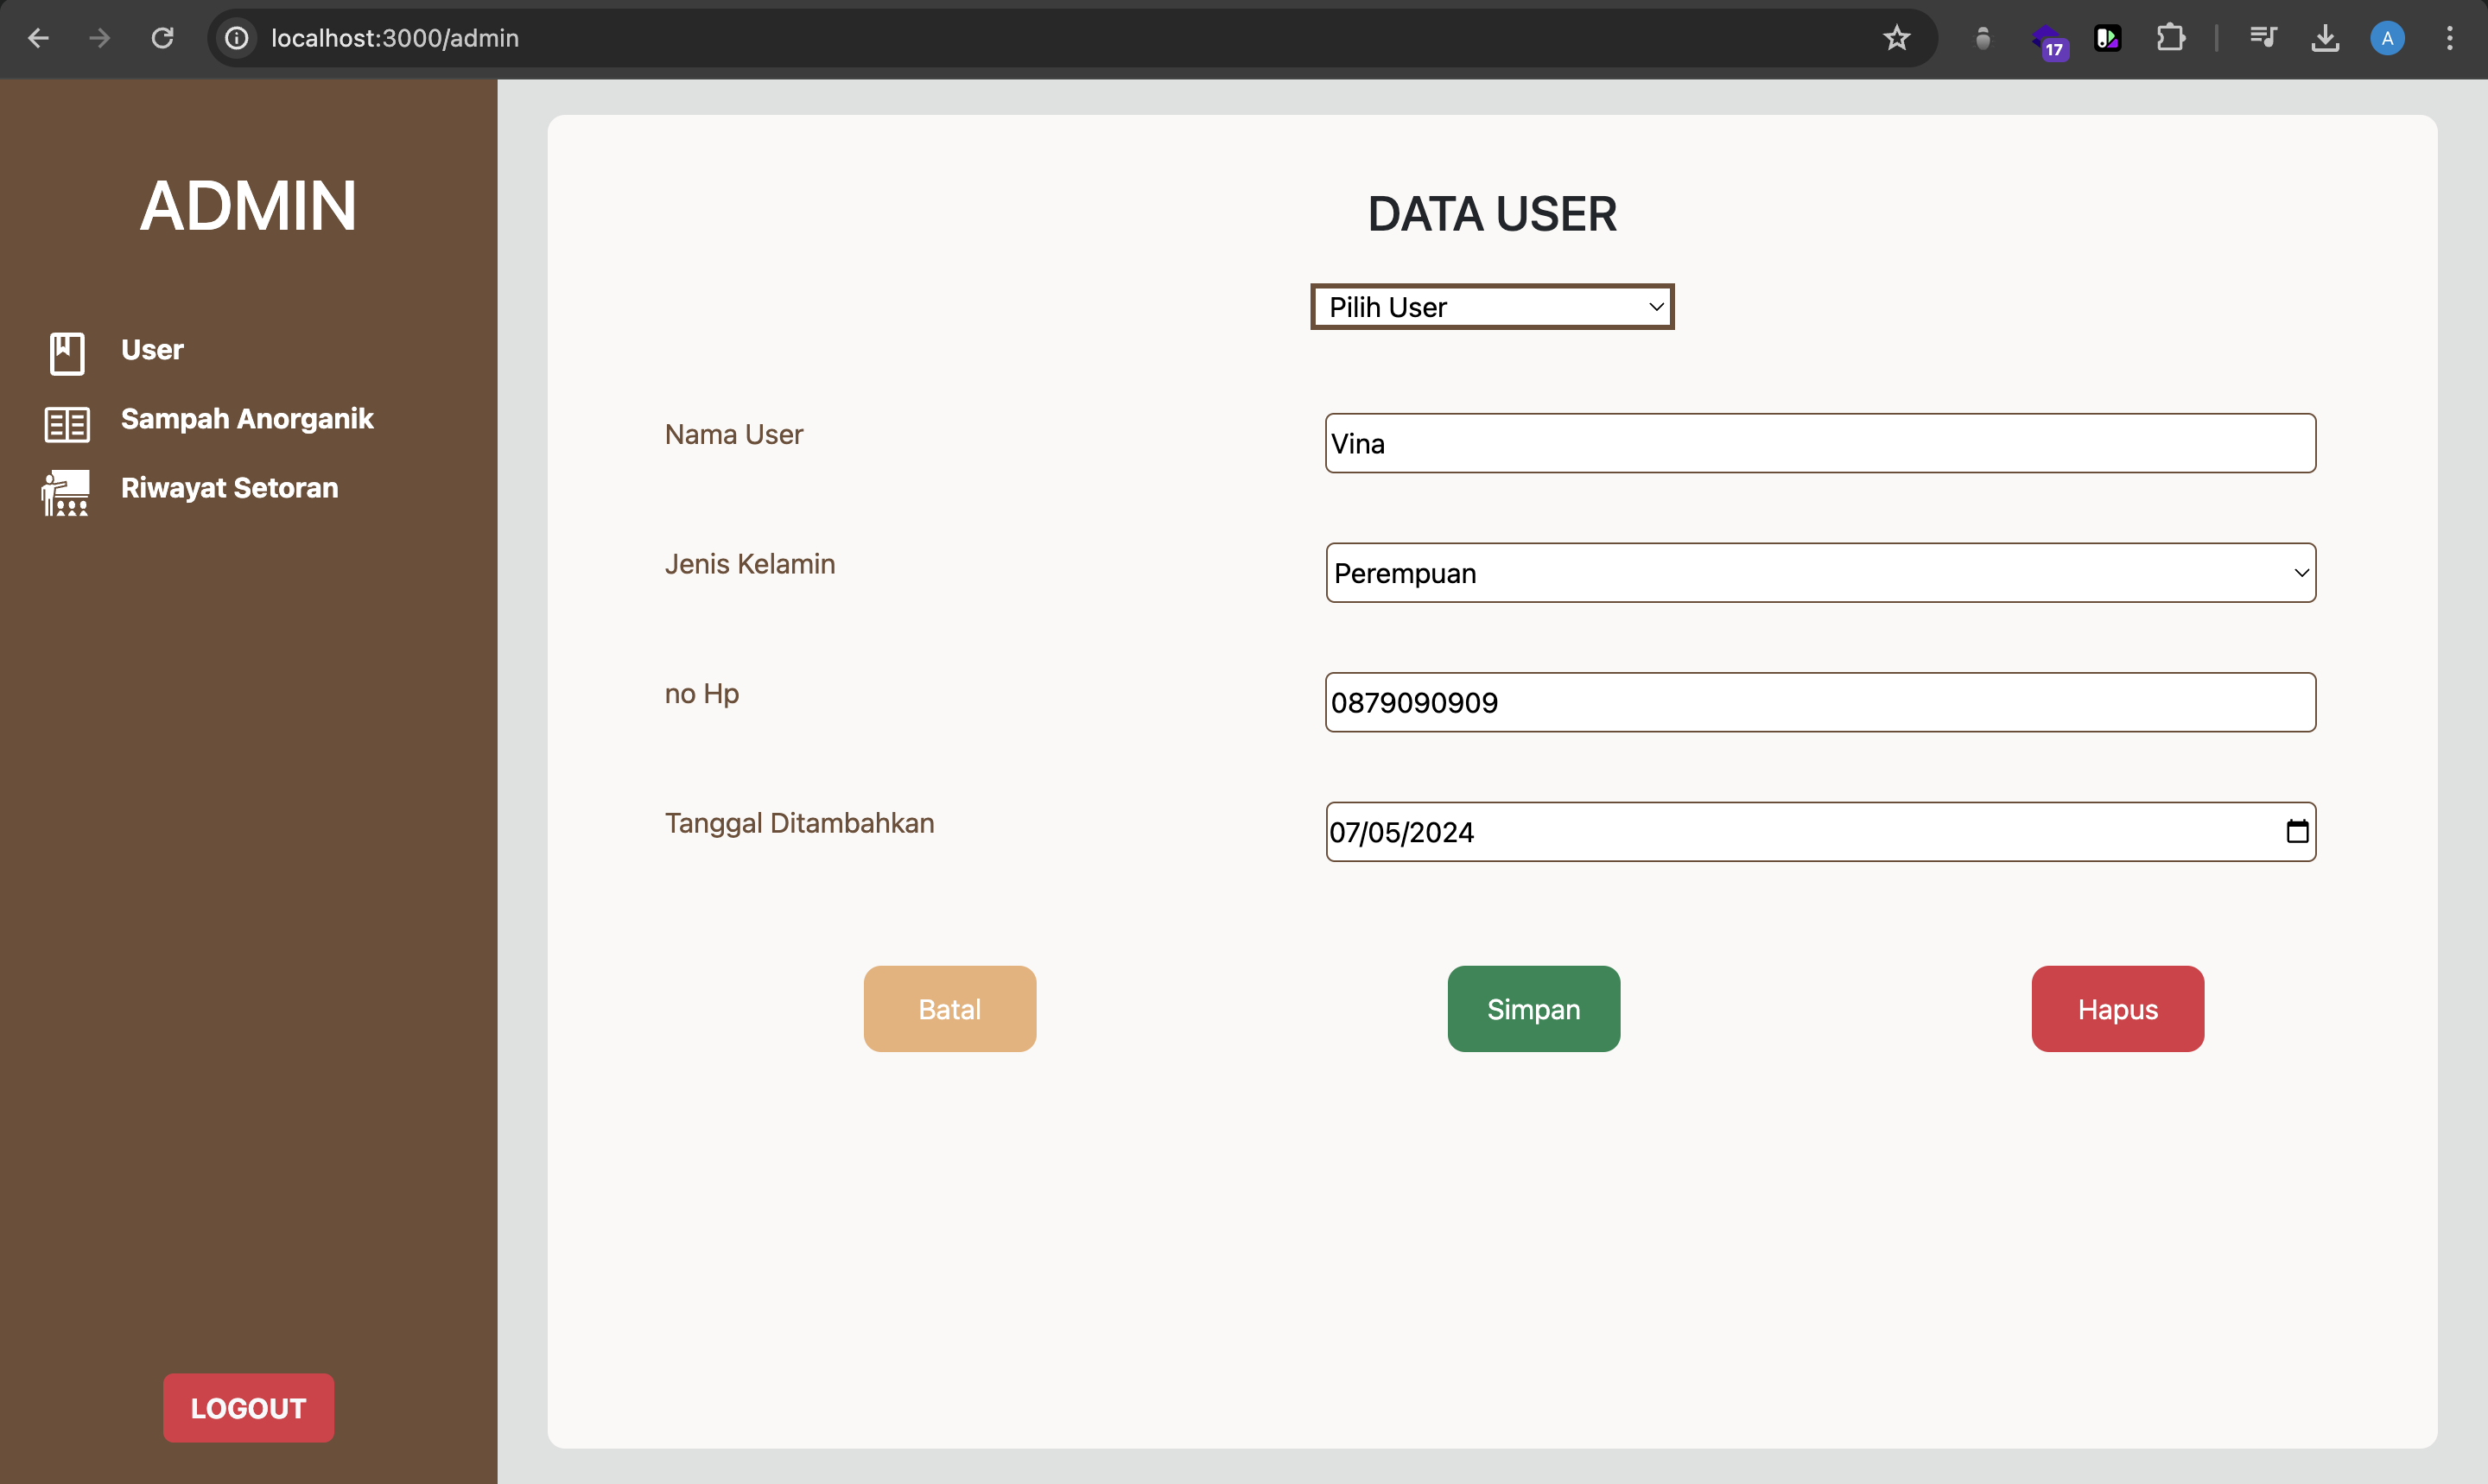 localhost:3000/admin
17
A
ADMIN
User
Sampah Anorganik
Riwayat Setoran
LOGOUT
DATA USER
Pilih User
Nama User
Vina
Jenis Kelamin
Perempuan
no Hp
0879090909
Tanggal Ditambahkan
07/05/2024
Batal
Simpan
Hapus